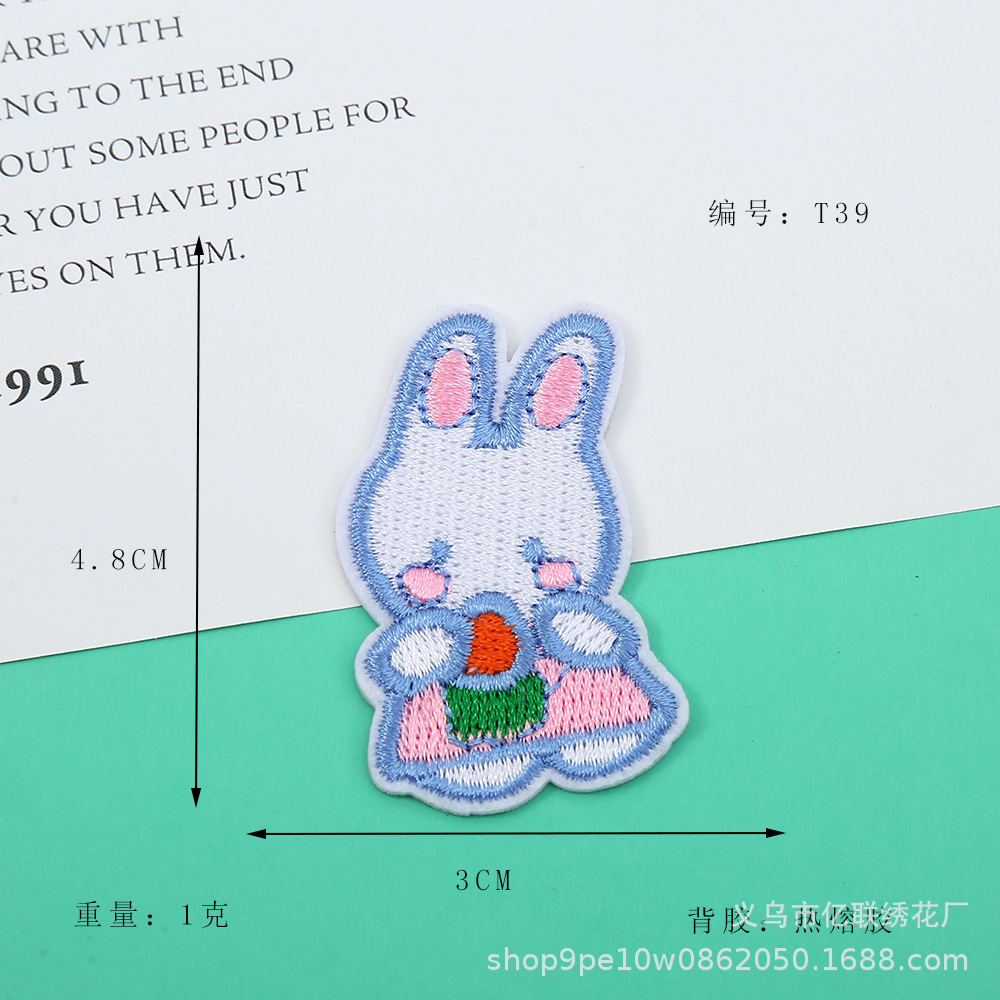 ARE WITH
ING TO THE END
OUT SOME PEOPLE FOR
R YOU HAVE JUST
YES ON THEM.
1991
编号：T39
4.8CM
3CM
重量：1克
背胶：热熔胶
义乌市亿联绣花厂
shop9pe10w0862050.1688.com